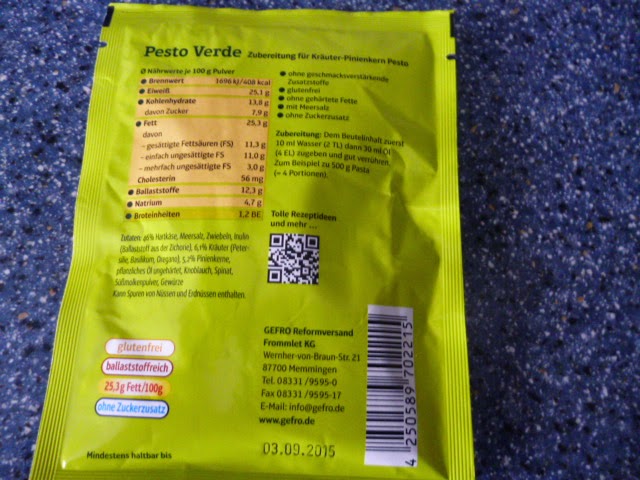 Pesto Verde Zubereitung für Kräuter-Pinienkern Pesto
Ø Nährwerte je 100 g Pulver
Brennwert 1696 kJ/408 kcal
Eiweiß 25,1 g
Kohlenhydrate 13,8 g
davon Zucker 7,9 g
Fett 25,3 g
davon
- gesättigte Fettsäuren (FS) 11,3 g
- einfach ungesättigte FS 11,0 g
- mehrfach ungesättigte FS 3,0 g
Cholesterin 56 mg
Ballaststoffe 12,3 g
Natrium 4,7 g
Broteinheiten 1,2 BE
ohne geschmacksverstärkende
Zusatzstoffe
glutenfrei
ohne gehärtete Fette
mit Meersalz
ohne Zuckerzusatz
Zubereitung: Dem Beutelinhalt zuerst
10 ml Wasser (2 TL) dann 30 ml Öl
(4 EL) zugeben und gut verrühren.
Zum Beispiel zu 500 g Pasta
(= 4 Portionen).
Tolle Rezeptideen
und mehr ...
Zutaten: 46% Hartkäse, Meersalz, Zwiebeln, Inulin
(Ballaststoff aus der Zichorie), 6,1% Kräuter (Peter-
silie, Basilikum, Oregano), 5,2% Pinienkerne,
pflanzliches Öl ungehärtet, Knoblauch, Spinat,
Süßmolkenpulver, Gewürze
Kann Spuren von Nüssen und Erdnüssen enthalten.
glutenfrei
ballaststoffreich
25,3g Fett/100g
ohne Zuckerzusatz
GEFRO Reformversand
Frommlet KG
Wernher-von-Braun-Str. 21
87700 Memmingen
Tel. 08331/9595-0
Fax 08331/9595-17
E-Mail: info@gefro.de
www.gefro.de
Mindestens haltbar bis 03.09.2015
4 250589 702215